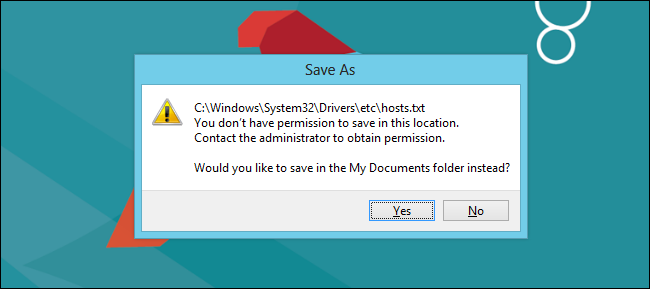 Save As
C:\Windows\System32\Drivers\etc\hosts.txt
You don't have permission to save in this location.
Contact the administrator to obtain permission.
Would you like to save in the My Documents folder instead?
Yes No